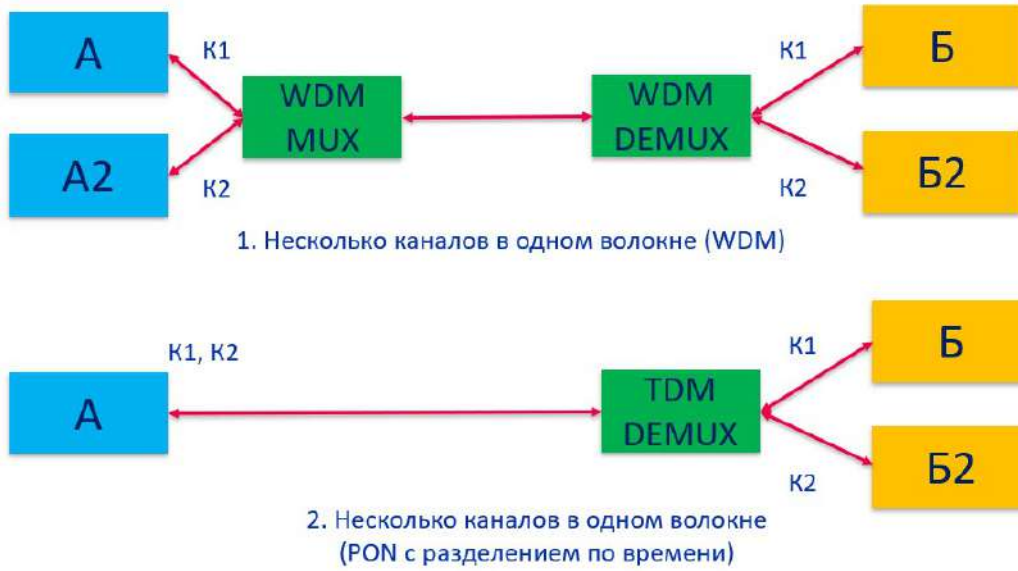 А
К1
WDM
MUX
А2
К2
WDM
DEMUX
К1
Б
К2
Б2
1. Несколько каналов в одном волокне (WDM)
К1, К2
А
TDM
DEMUX
К1
Б
К2
Б2
2. Несколько каналов в одном волокне
(PON с разделением по времени)